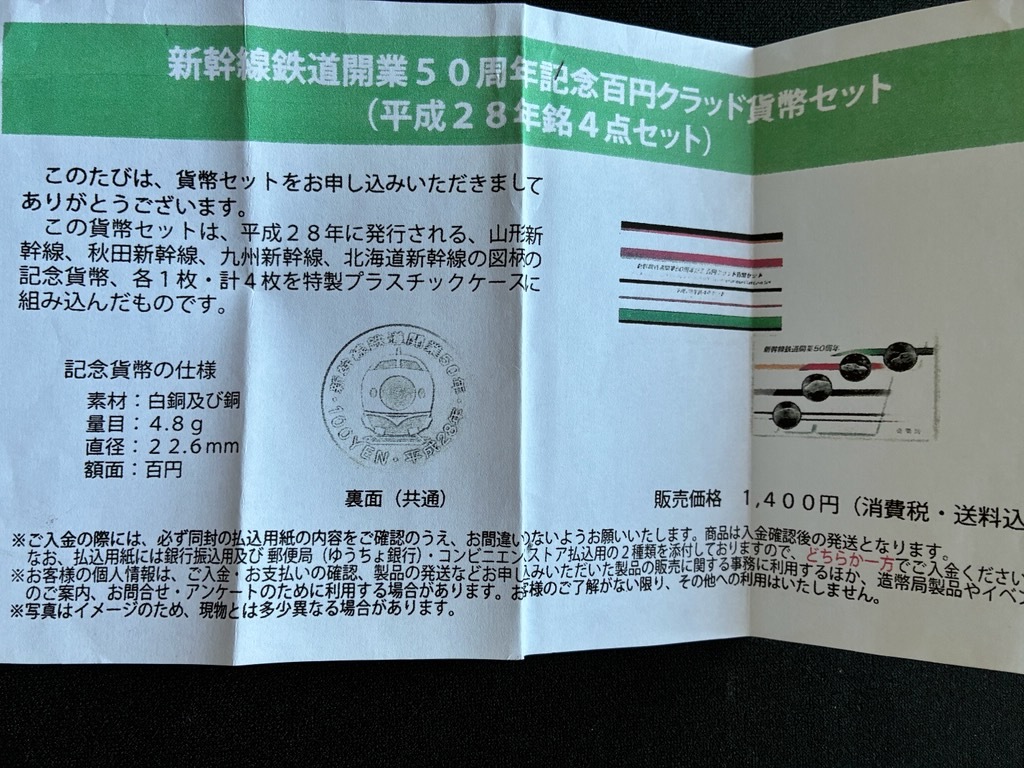 新幹線鉄道開業５０周年記念百円クラッド貨幣セット
（平成２８年銘４点セット）
このたびは、貨幣セットをお申し込みいただきまして
ありがとうございます。
この貨幣セットは、平成２８年に発行される、山形新
幹線、秋田新幹線、九州新幹線、北海道新幹線の図柄の
記念貨幣、各１枚・計４枚を特製プラスチックケースに
組み込んだものです。
新幹線鉄道開業50周年
記念貨幣の仕様
素材：白銅及び銅
量目：４.８ｇ
直径：２２.６mm
額面：百円
新幹線鉄道開業50周年・100YEN・平成28年
裏面（共通）
販売価格　１,４００円（消費税・送料込
※ご入金の際には、必ず同封の払込用紙の内容をご確認のうえ、お間違いのないようお願いいたします。商品は入金確認後の発送となります。
なお、払込用紙には銀行振込用及び郵便局（ゆうちょ銀行）・コンビニエンスストア払込用の２種類を添付しておりますので、どちらか一方でご入金ください
※お客様の個人情報は、ご入金・お支払いの確認、製品の発送などお申し込みいただいた製品の販売に関する事務に利用するほか、造幣局製品やイベン
のご案内、お問合せ・アンケートのために利用する場合があります。お客様のご了解がない限り、その他への利用はいたしません。
※写真はイメージのため、現物とは多少異なる場合があります。